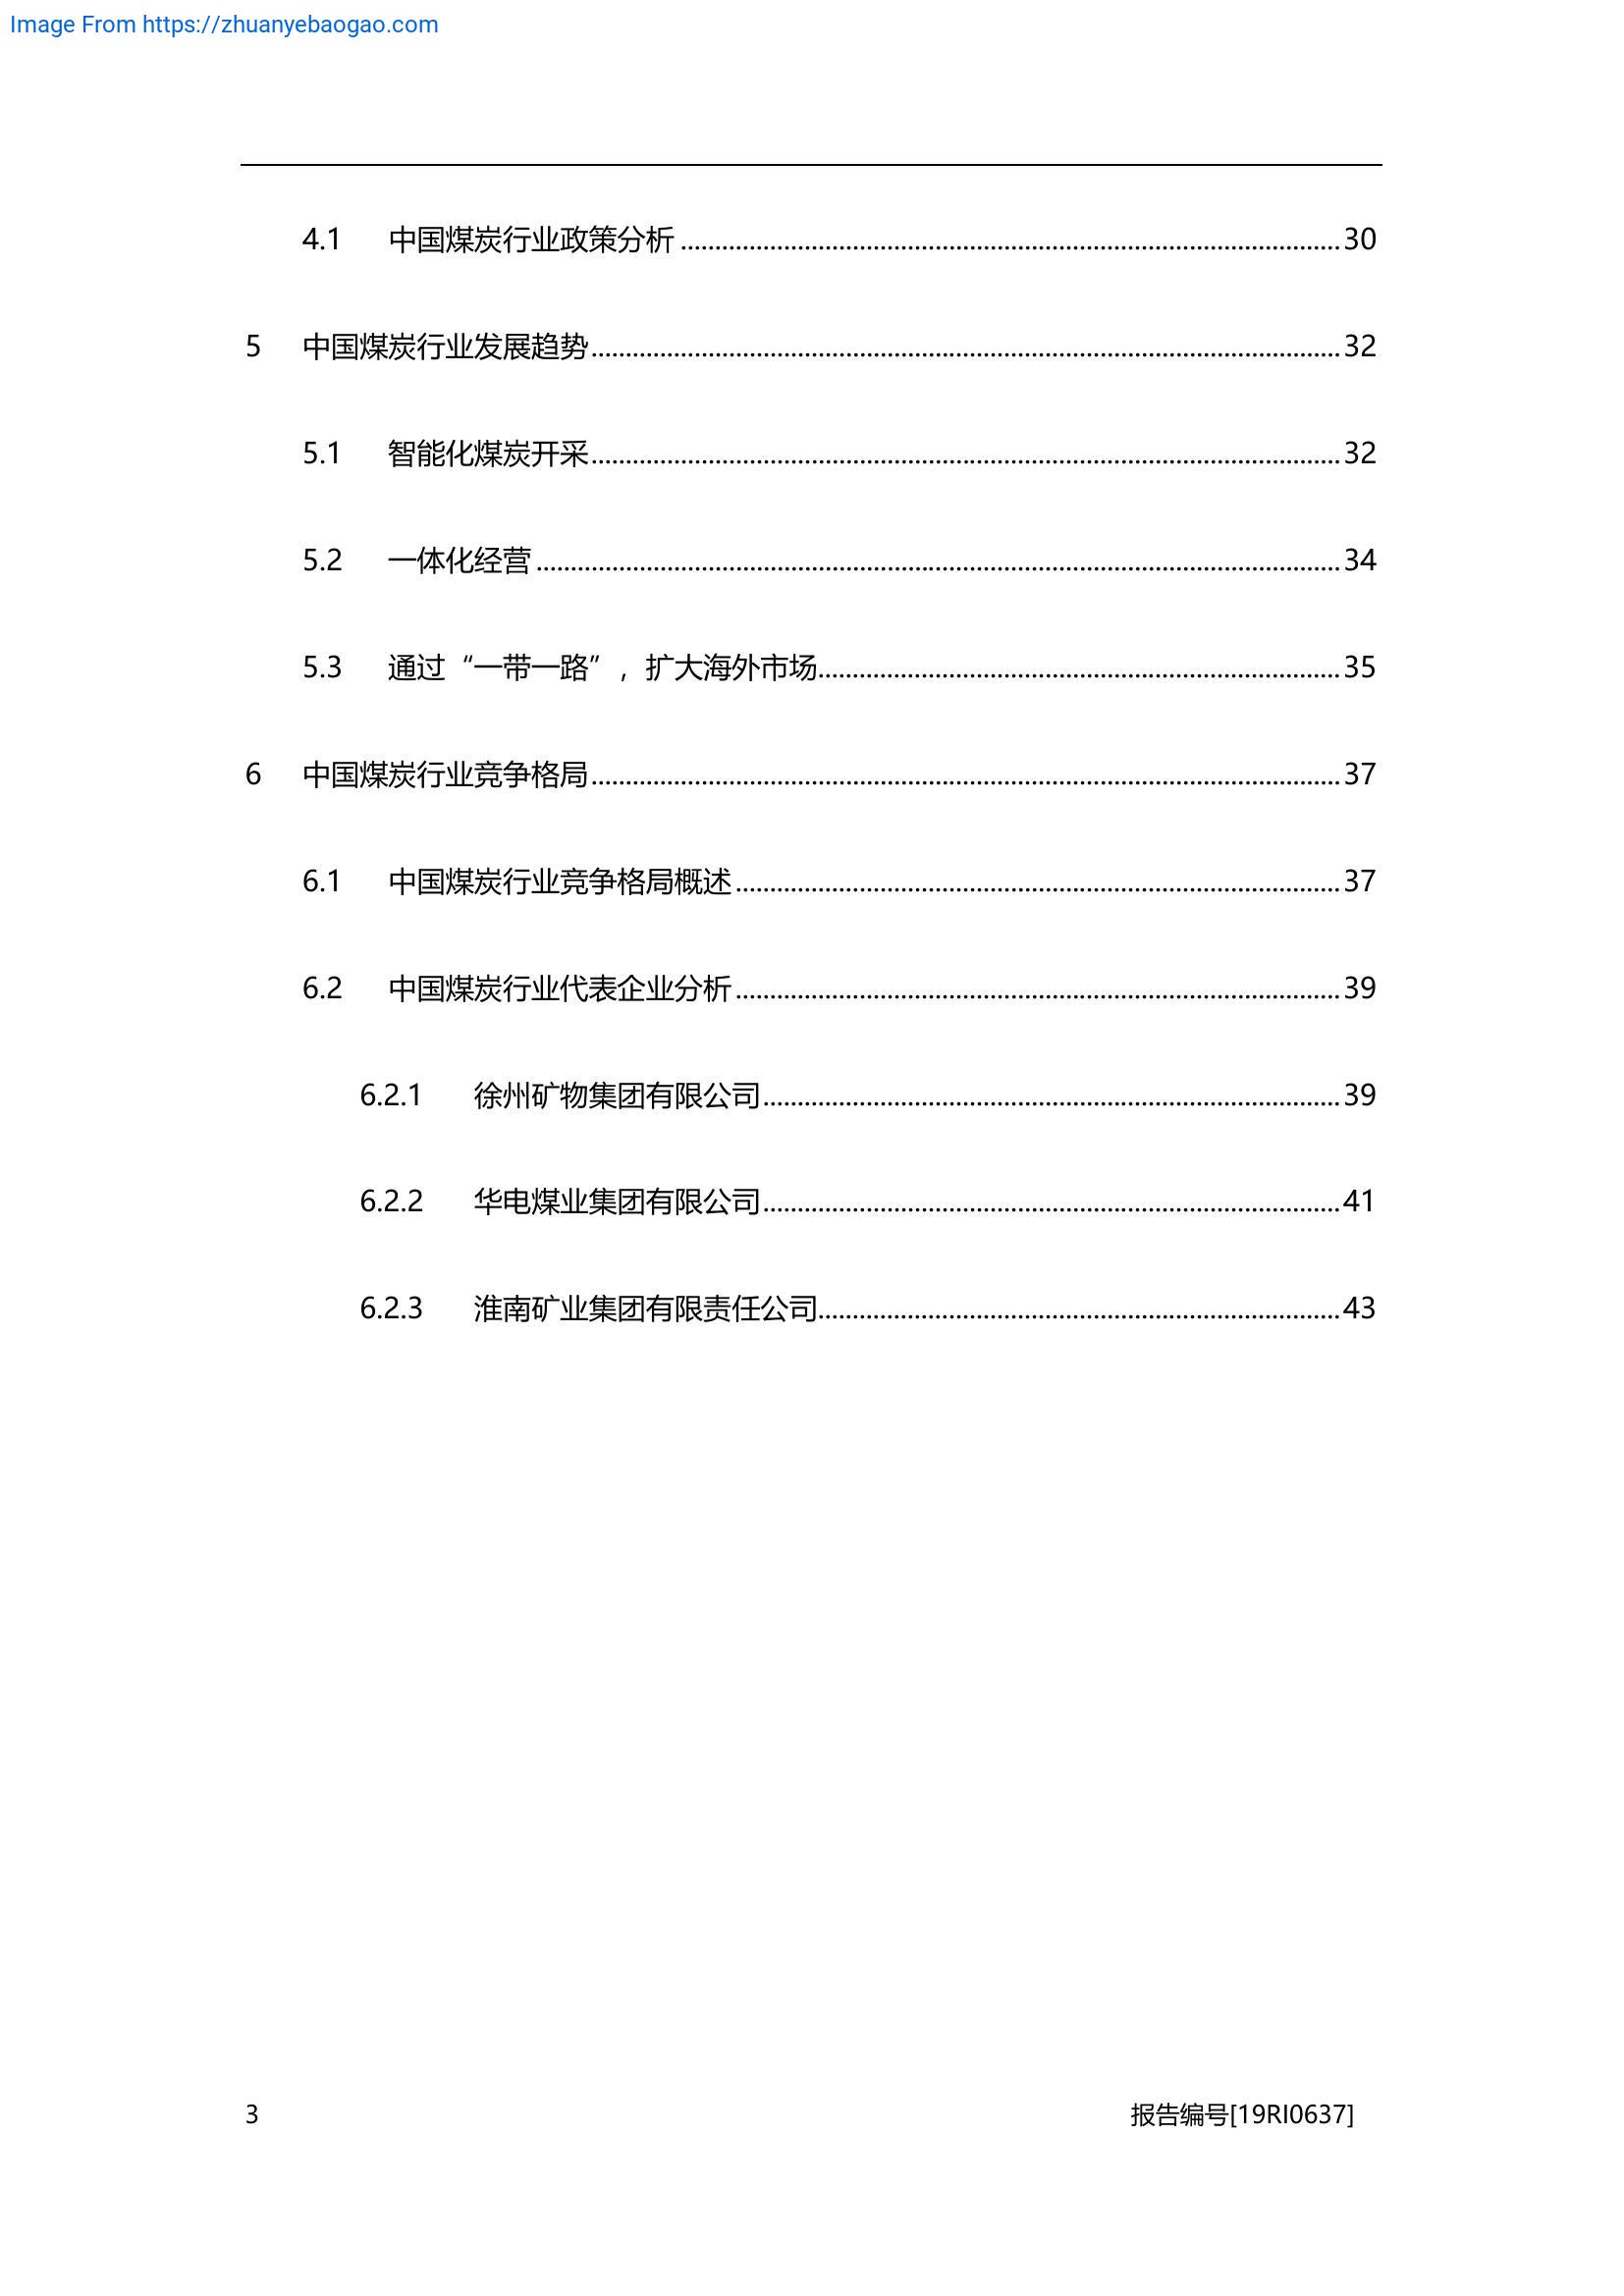 Image From https://zhuanyebaogao.com
4.1 中国煤炭行业政策分析........................................30
5 中国煤炭行业发展趋势........................................32
5.1 智能化煤炭开采........................................32
5.2 一体化经营........................................34
5.3 通过“一带一路”，扩大海外市场........................................35
6 中国煤炭行业竞争格局........................................37
6.1 中国煤炭行业竞争格局概述........................................37
6.2 中国煤炭行业代表企业分析........................................39
6.2.1 徐州矿物集团有限公司........................................39
6.2.2 华电煤业集团有限公司........................................41
6.2.3 淮南矿业集团有限责任公司........................................43
3 报告编号[19RI0637]